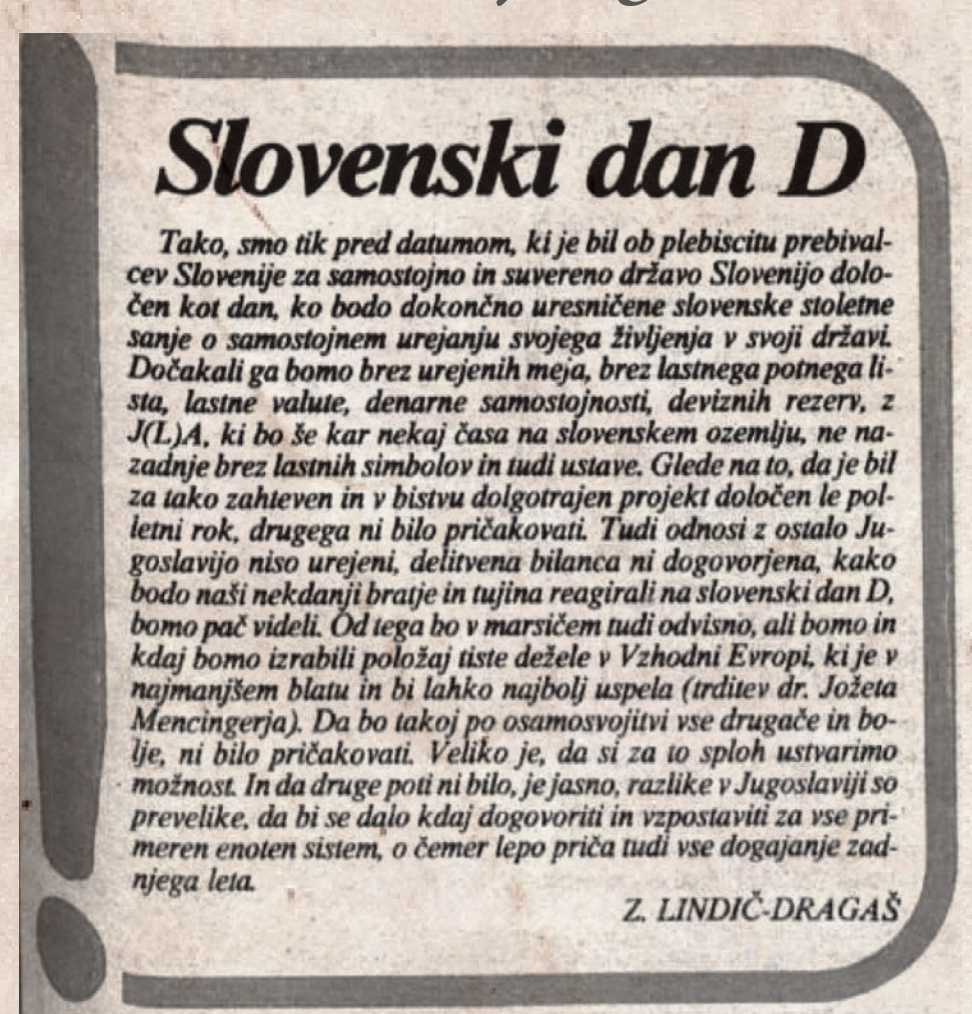 Slovenski dan D
Tako, smo tik pred datumom, ki je bil ob plebiscitu prebival-
cev Slovenije za samostojno in suvereno državo Slovenijo dolo-
čen kot dan, ko bodo dokončno uresničene slovenske stoletne
sanje o samostojnem urejanju svojega življenja v svoji državi.
Dočakali ga bomo brez urejenih meja, brez lastnega potnega li-
sta, lastne valute, denarne samostojnosti, deviznih rezerv, z
J(L)A, ki bo še kar nekaj časa na slovenskem ozemlju, ne na-
zadnje brez lastnih simbolov in tudi ustave. Glede na to, da je bil
za tako zahteven in v bistvu dolgotrajen projekt določen le pol-
letni rok, drugega ni bilo pričakovati. Tudi odnosi z ostalo Ju-
goslavijo niso urejeni, delitvena bilanca ni dogovorjena, kako
bodo naši nekdanji bratje in tujina reagirali na slovenski dan D,
bomo pač videli. Od tega bo v marsičem tudi odvisno, ali bomo in
kdaj bomo izrabili položaj tiste dežele v Vzhodni Evropi, ki je v
najmanjšem blatu in bi lahko najbolj uspela (trditev dr. Jožeta
Mencingerja). Da bo takoj po osamosvojitvi vse drugače in bo-
lje, ni bilo pričakovati. Veliko je, da si za to sploh ustvarimo
možnost. In da druge poti ni bilo, je jasno, razlike v Jugoslaviji so
prevelike, da bi se dalo kdaj dogovoriti in vzpostaviti za vse pri-
meren enoten sistem, o čemer lepo priča tudi vse dogajanje zad-
njega leta.
Z. LINDIČ-DRAGAŠ